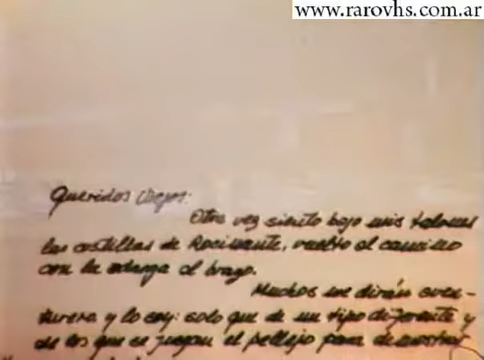 www.rarovhs.com.ar
Queridos viejos:
Otra vez siento bajo mis talones
las costillas de Rocinante, vuelvo al camino
con la adarga al brazo.
Muchos me dirán aven-
turero y lo soy: solo que de un tipo diferente y
de los que se juegan el pellejo para demostrar